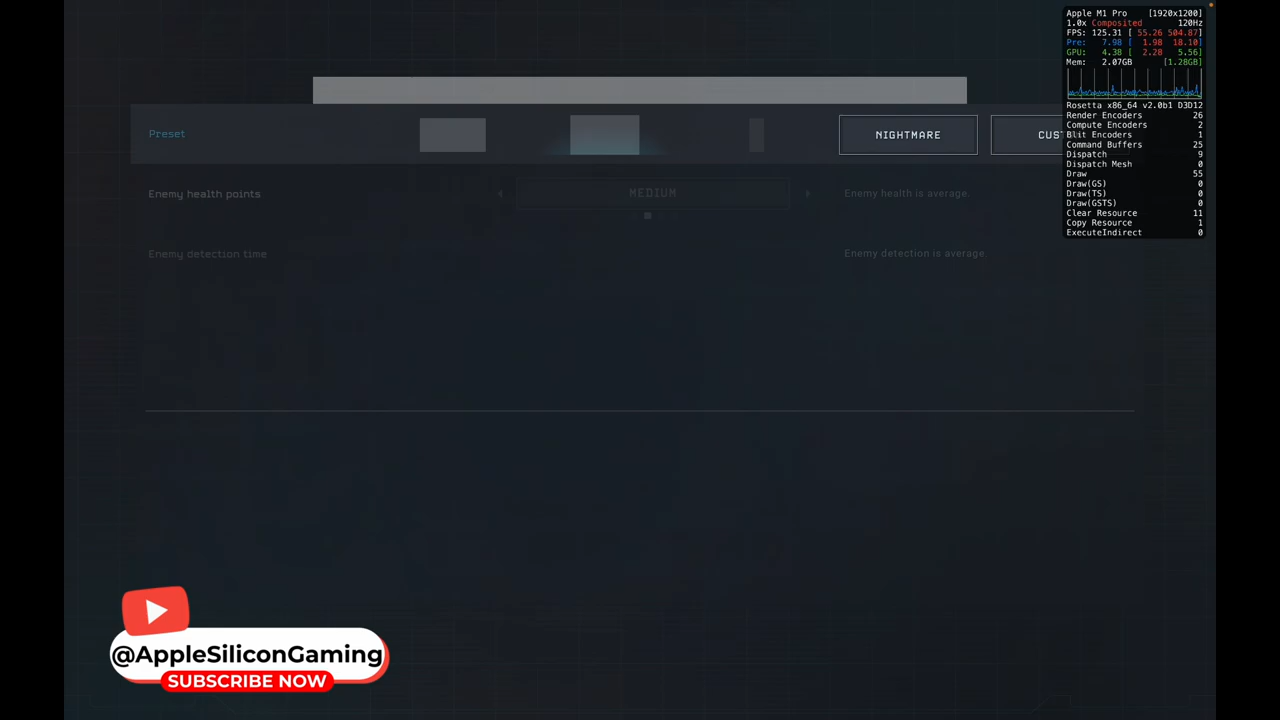 Apple M1 Pro [1920x1200]
1.0x Composited 120Hz
FPS: 125.31 [ 55.26 504.87]
Pre: 7.98 [ 1.98 18.10]
GPU: 4.38 [ 2.28 5.56]
Mem: 2.07GB [1.28GB]
Rosetta x86_64 v2.0b1 D3D12
Render Encoders 26
Compute Encoders 2
Blit Encoders 1
Command Buffers 25
Dispatch 9
Dispatch Mesh 0
Draw 55
Draw(GS) 0
Draw(TS) 0
Draw(GSTS) 0
Clear Resource 11
Copy Resource 1
ExecuteIndirect 0
Preset NIGHTMARE CUST
Enemy health points MEDIUM Enemy health is average.
Enemy detection time Enemy detection is average.
@AppleSiliconGaming
SUBSCRIBE NOW